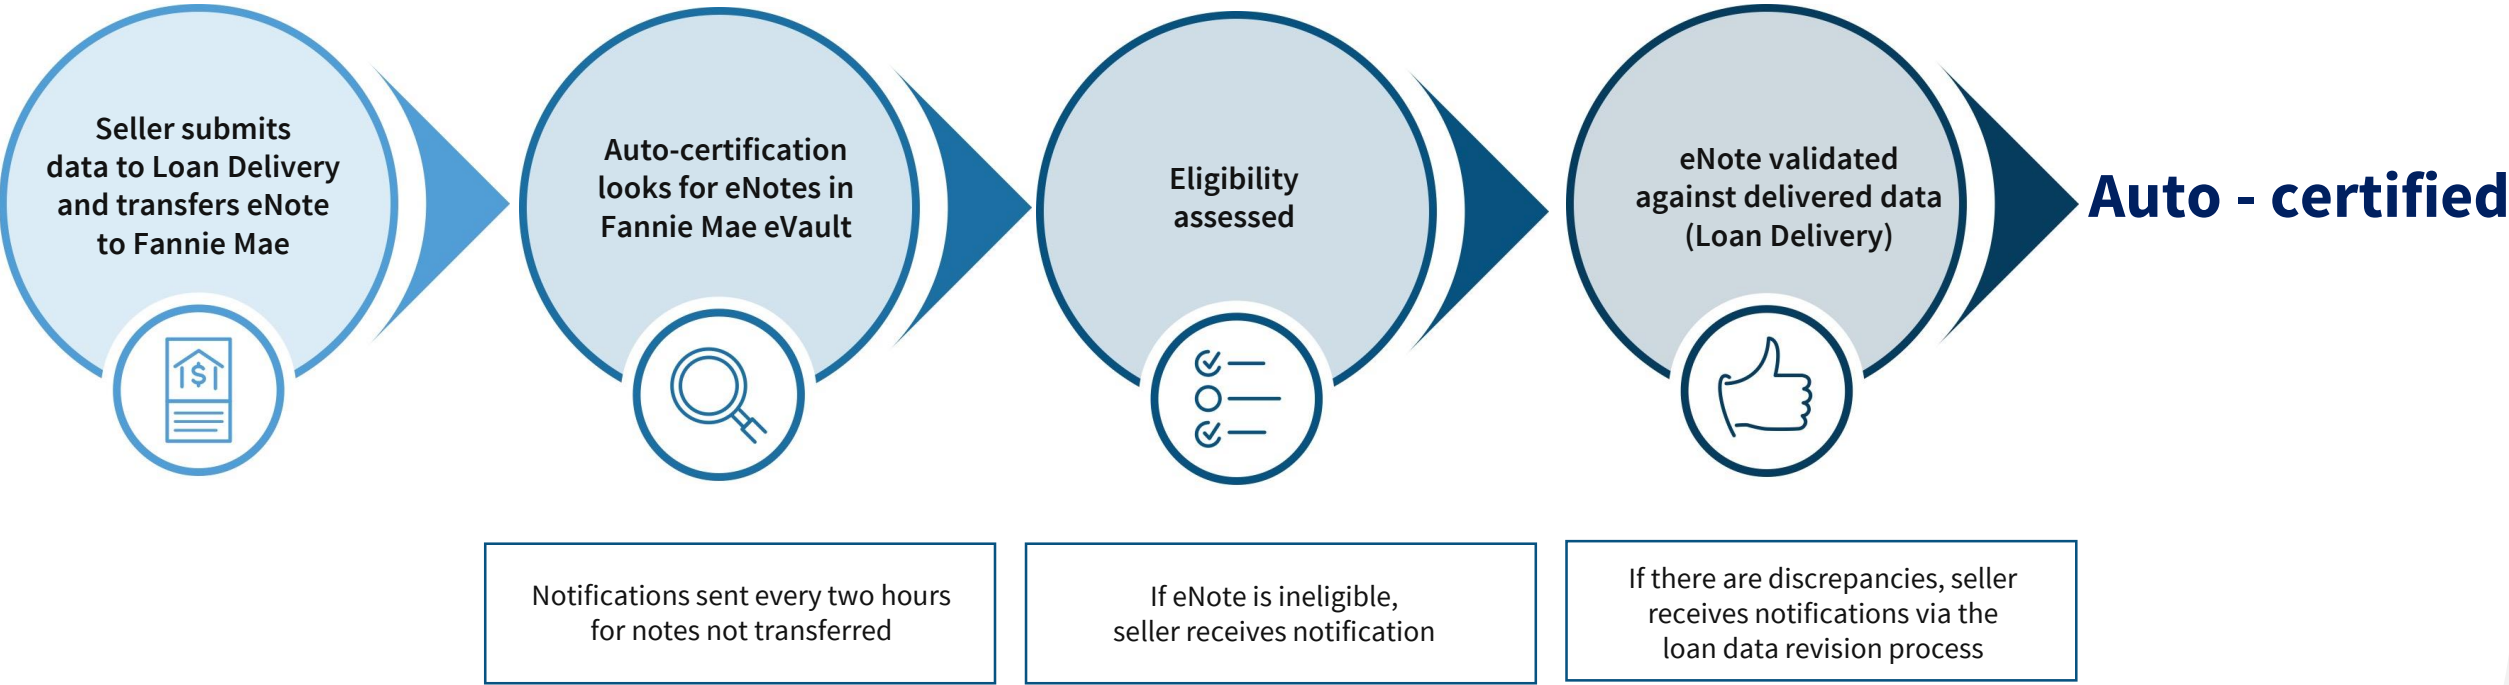 Seller submits
data to Loan Delivery
and transfers eNote
to Fannie Mae
$
Auto-certification
looks for eNotes in
Fannie Mae eVault
Eligibility
assessed
eNote validated
against delivered data
(Loan Delivery)
Auto - certified
Notifications sent every two hours
for notes not transferred
If eNote is ineligible,
seller receives notification
If there are discrepancies, seller
receives notifications via the
loan data revision process